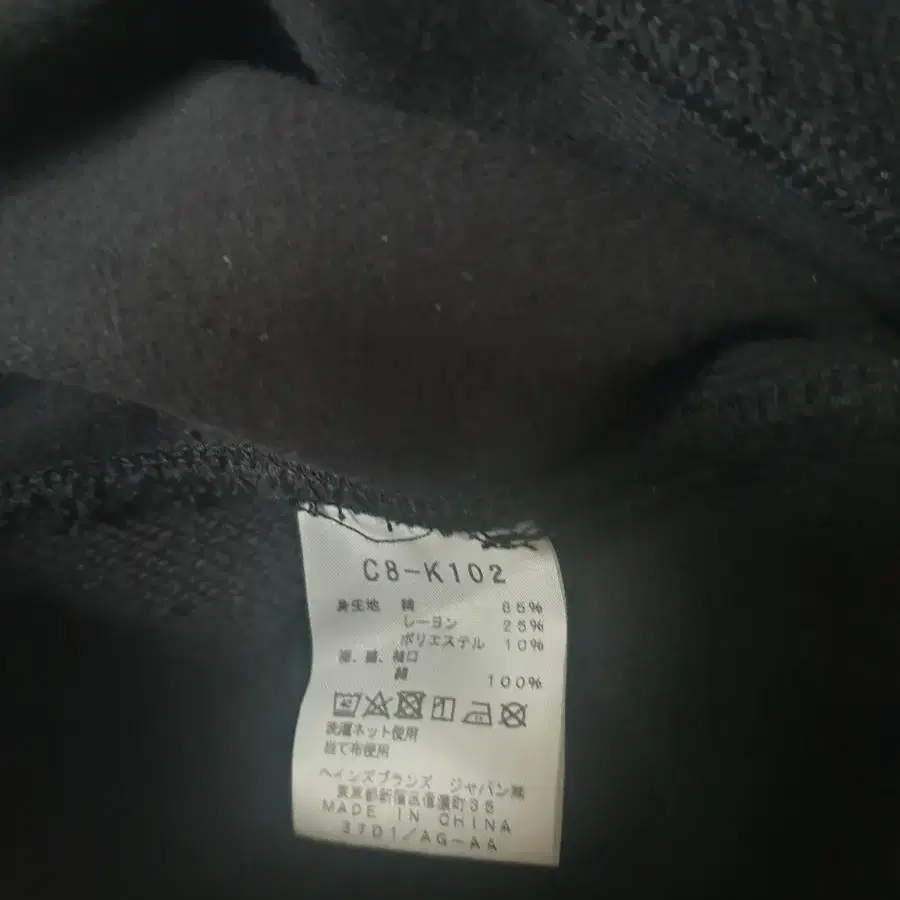 C8-K102
身生地 綿 65%
レーヨン 25%
ポリエステル 10%
裾、襟、袖口
綿 100%
40
洗濯ネット使用
当て布使用
ヘインズブランズ ジャパン㈱
東京都新宿区信濃町35
MADE IN CHINA
37D1/AG-AA